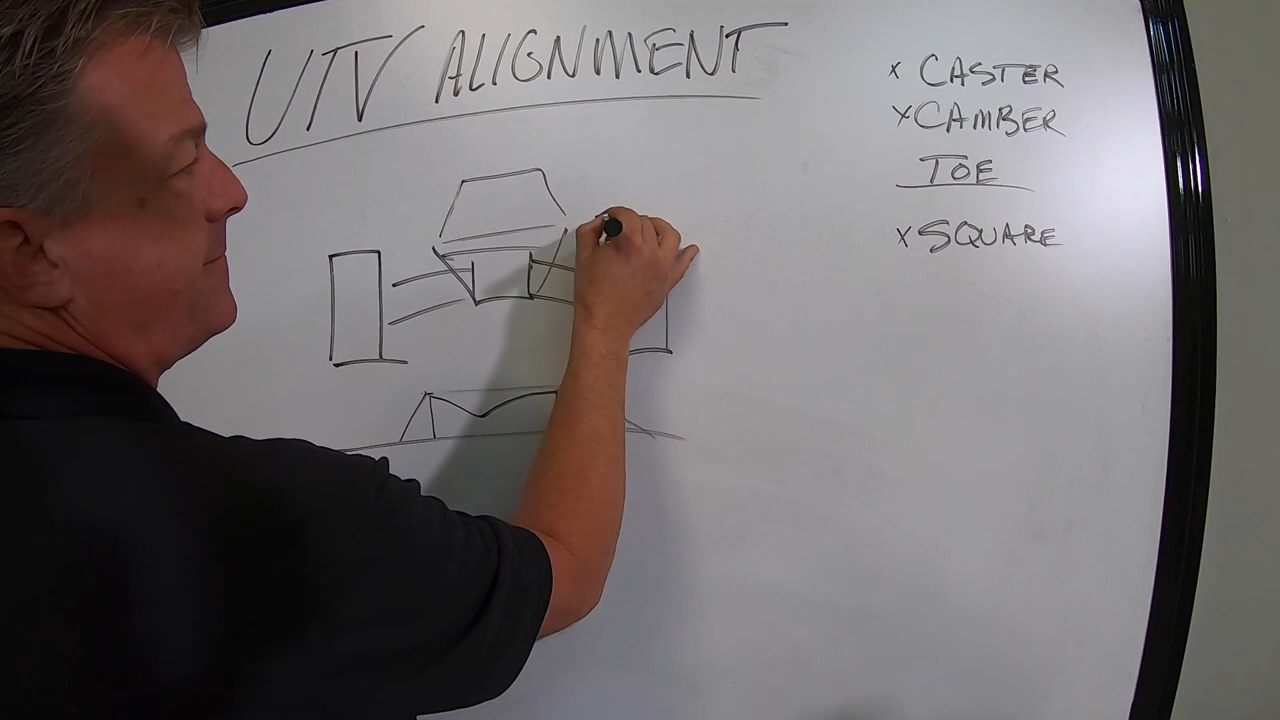 UTV ALIGNMENT
x CASTER
x CAMBER
TOE
x SQUARE